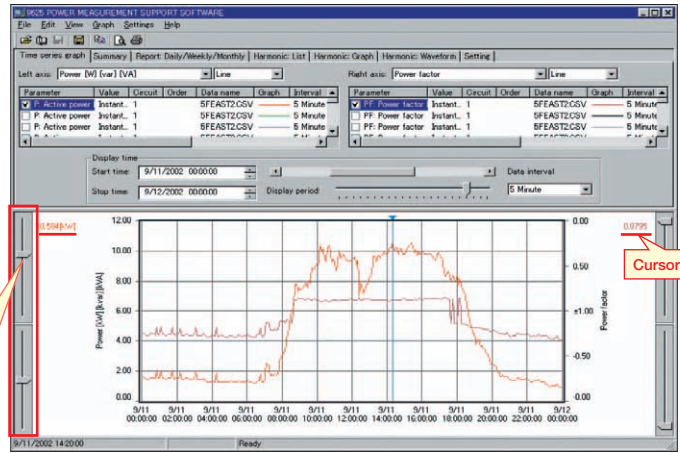 9625 POWER MEASUREMENT SUPPORT SOFTWARE
File Edit View Graph Settings Help
Time series graph Summary Report: Daily/Weekly/Monthly Harmonic: List Harmonic: Graph Harmonic: Waveform Setting
Left axis: Power [W] [var] [VA] Line Right axis: Power factor Line
Parameter Value Circuit Order Data name Graph Interval Parameter Value Circuit Order Data name Graph Interval
P: Active power Instant.. 1 5FEAST2.CSV 5 Minute PF: Power factor Instant.. 1 5FEAST2.CSV 5 Minute
P: Active power Instant.. 1 5FEAST2.CSV 5 Minute PF: Power factor Instant.. 1 5FEAST2.CSV 5 Minute
P: Active power Instant.. 1 5FEAST2.CSV 5 Minute PF: Power factor Instant.. 1 5FEAST2.CSV 5 Minute
Display time
Start time: 9/11/2002 00:00:00 Data interval
Stop time: 9/12/2002 00:00:00 Display period: 5 Minute
12.00 0.00
0.7795
Cursor
10.00
0.50
8.00
Power [kW][kvar][kVA] 6.00 ±1.00 Power factor
4.00
-0.50
2.00
0.00 -0.00
9/11 9/11 9/11 9/11 9/11 9/11 9/11 9/11 9/11 9/11 9/11 9/11 9/12
00:00:00 02:00:00 04:00:00 06:00:00 08:00:00 10:00:00 12:00:00 14:00:00 16:00:00 18:00:00 20:00:00 22:00:00 00:00:00
9/11/2002 14:20:00 Ready